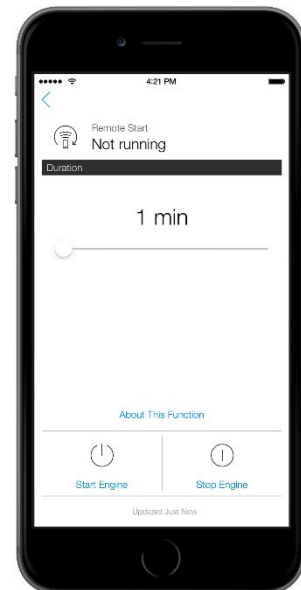 4:21 PM
Remote Start
Not running
Duration
1 min
About This Function
Start Engine
Stop Engine
Updated Just Now